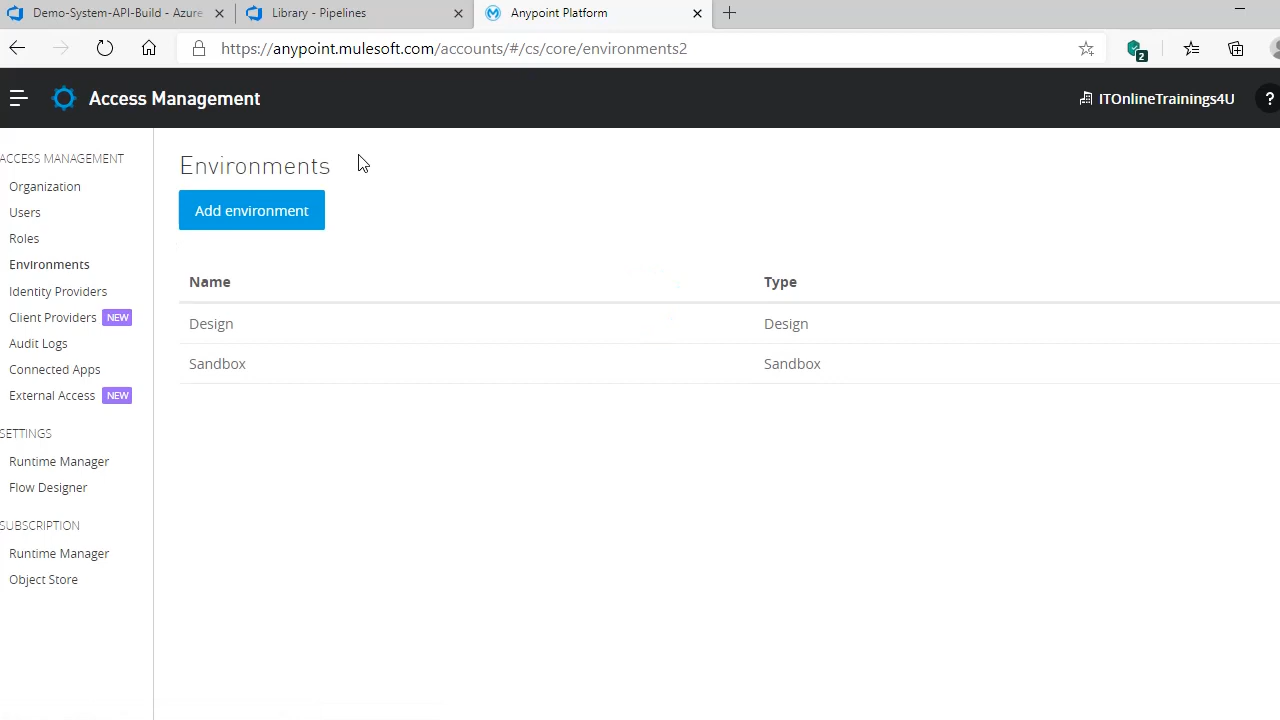 Demo-System-API-Build - Azure
Library - Pipelines
Anypoint Platform
https://anypoint.mulesoft.com/accounts/#/cs/core/environments2
2
Access Management
ITOnlineTrainings4U
?
ACCESS MANAGEMENT
Organization
Users
Roles
Environments
Identity Providers
Client Providers NEW
Audit Logs
Connected Apps
External Access NEW
SETTINGS
Runtime Manager
Flow Designer
SUBSCRIPTION
Runtime Manager
Object Store
Environments
Add environment
Name Type
Design Design
Sandbox Sandbox